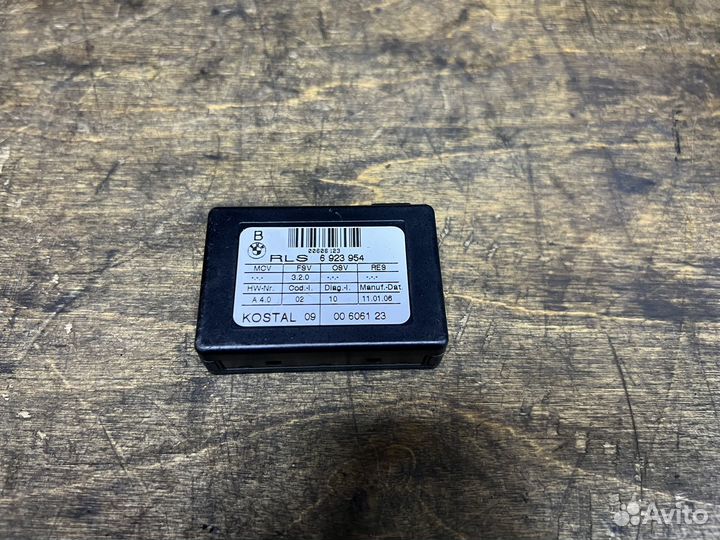 B
00606123
RLS 6 923 954
MCV FSV OSV RES
-.-.- 3.2.0 -.-.- -.-.-
HW-Nr. Cod.-I. Diag.-I. Manuf.-Dat.
A 4.0 02 10 11.01.06
KOSTAL 09 00 6061 23
Avito